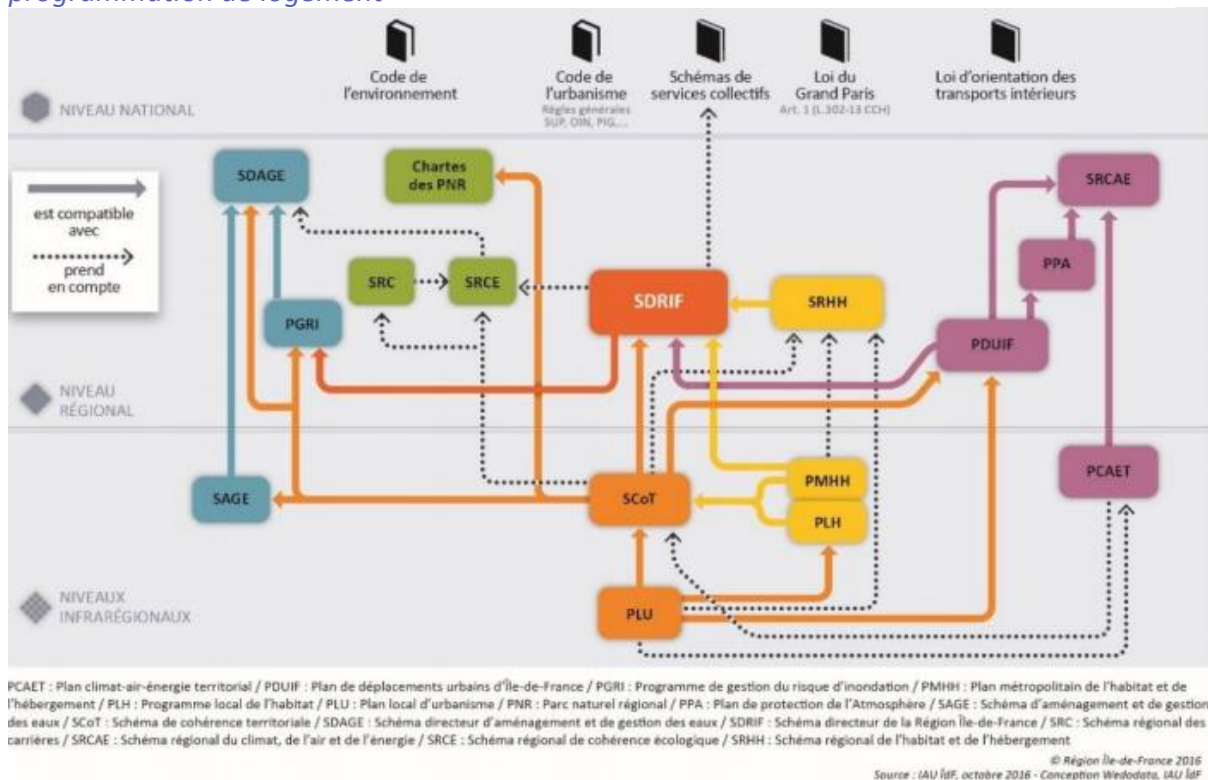 programmation de logement
Code de
l'environnement
Code de
l'urbanisme
Règles générales
SUP, OIN, PIG,...
Schémas de
services collectifs
Loi du
Grand Paris
Art. 1 (L.302-13 CCH)
Loi d'orientation des
transports intérieurs
NIVEAU NATIONAL
est compatible
avec
prend
en compte
SDAGE
Chartes
des PNR
SRCAE
SRC
SRCE
SDRIF
SRHH
PPA
PGRI
PDUIF
NIVEAU
RÉGIONAL
SAGE
SCoT
PMHH
PLH
PCAET
NIVEAUX
INFRARÉGIONAUX
PLU
PCAET : Plan climat-air-énergie territorial / PDUIF : Plan de déplacements urbains d'Île-de-France / PGRI : Programme de gestion du risque d'inondation / PMHH : Plan métropolitain de l'habitat et de
l'hébergement / PLH : Programme local de l'habitat / PLU : Plan local d'urbanisme / PNR : Parc naturel régional / PPA : Plan de protection de l'Atmosphère / SAGE : Schéma d'aménagement et de gestion
des eaux / SCoT : Schéma de cohérence territoriale / SDAGE : Schéma directeur d'aménagement et de gestion des eaux / SDRIF : Schéma directeur de la Région Île-de-France / SRC : Schéma régional des
carrières / SRCAE : Schéma régional du climat, de l'air et de l'énergie / SRCE : Schéma régional de cohérence écologique / SRHH : Schéma régional de l'habitat et de l'hébergement
© Région Île-de-France 2016
Source : IAU ÎdF, octobre 2016 - Conception Wedodata, IAU ÎdF